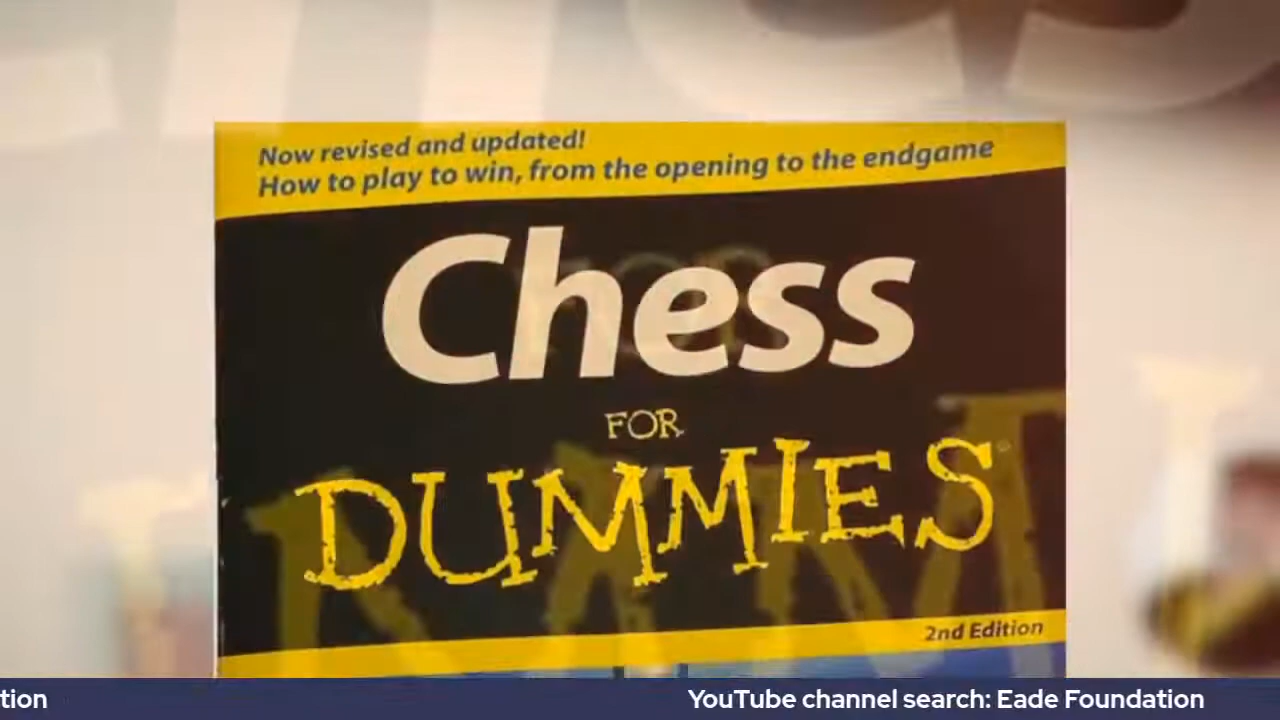 Now revised and updated!
How to play to win, from the opening to the endgame
Chess
FOR
DUMMIES
2nd Edition
tion
YouTube channel search: Eade Foundation